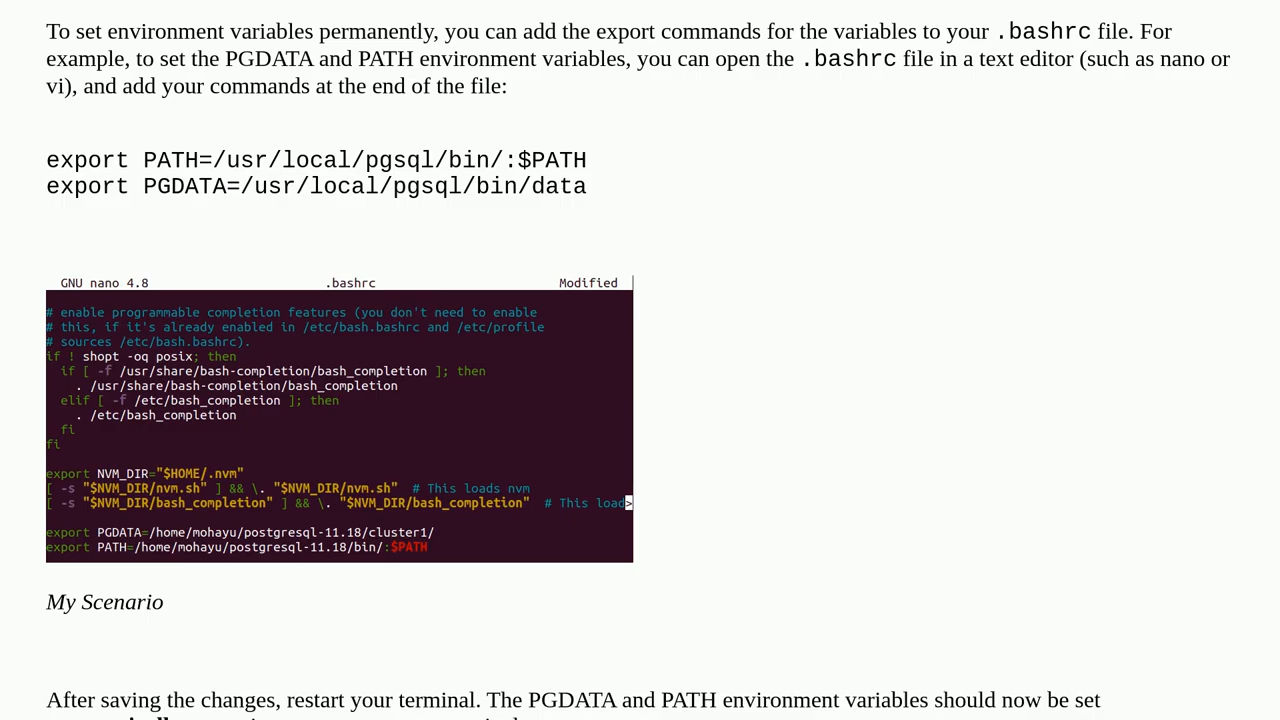 To set environment variables permanently, you can add the export commands for the variables to your .bashrc file. For
example, to set the PGDATA and PATH environment variables, you can open the .bashrc file in a text editor (such as nano or
vi), and add your commands at the end of the file:
export PATH=/usr/local/pgsql/bin/:$PATH
export PGDATA=/usr/local/pgsql/bin/data
GNU nano 4.8 .bashrc Modified
# enable programmable completion features (you don't need to enable
# this, if it's already enabled in /etc/bash.bashrc and /etc/profile
# sources /etc/bash.bashrc).
if ! shopt -oq posix; then
  if [ -f /usr/share/bash-completion/bash_completion ]; then
    . /usr/share/bash-completion/bash_completion
  elif [ -f /etc/bash_completion ]; then
    . /etc/bash_completion
  fi
fi
export NVM_DIR="$HOME/.nvm"
[ -s "$NVM_DIR/nvm.sh" ] && \. "$NVM_DIR/nvm.sh"  # This loads nvm
[ -s "$NVM_DIR/bash_completion" ] && \. "$NVM_DIR/bash_completion"  # This load>
export PGDATA=/home/mohayu/postgresql-11.18/cluster1/
export PATH=/home/mohayu/postgresql-11.18/bin/:$PATH
My Scenario
After saving the changes, restart your terminal. The PGDATA and PATH environment variables should now be set